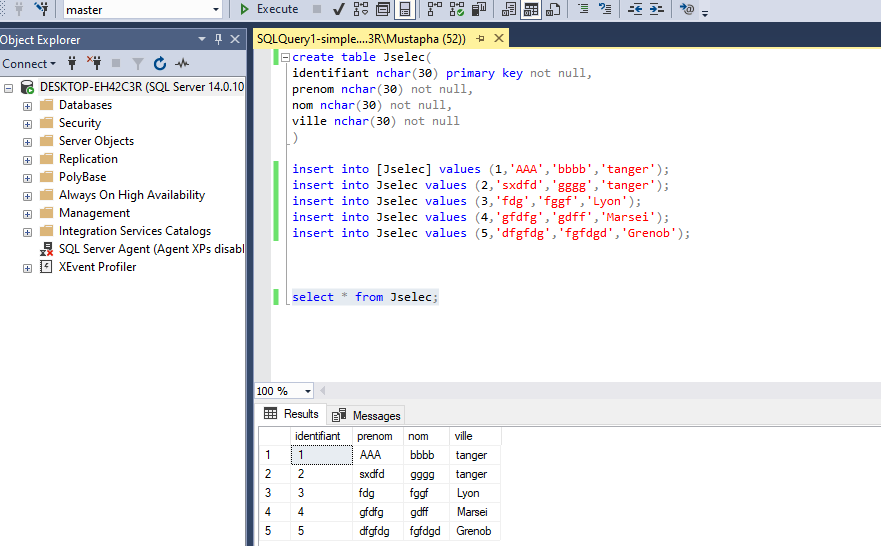 master
Execute
Object Explorer
Connect
DESKTOP-EH42C3R (SQL Server 14.0.10
Databases
Security
Server Objects
Replication
PolyBase
Always On High Availability
Management
Integration Services Catalogs
SQL Server Agent (Agent XPs disabl
XEvent Profiler
SQLQuery1-simple....3R\Mustapha (52))
create table Jselec(
identifiant nchar(30) primary key not null,
prenom nchar(30) not null,
nom nchar(30) not null,
ville nchar(30) not null
)
insert into [Jselec] values (1,'AAA','bbbb','tanger');
insert into Jselec values (2,'sxdfd','gggg','tanger');
insert into Jselec values (3,'fdg','fggf','Lyon');
insert into Jselec values (4,'gfdfg','gdff','Marsei');
insert into Jselec values (5,'dfgfdg','fgfdgd','Grenob');
select * from Jselec;
100 %
Results Messages
identifiant prenom nom ville
1 1 AAA bbbb tanger
2 2 sxdfd gggg tanger
3 3 fdg fggf Lyon
4 4 gfdfg gdff Marsei
5 5 dfgfdg fgfdgd Grenob